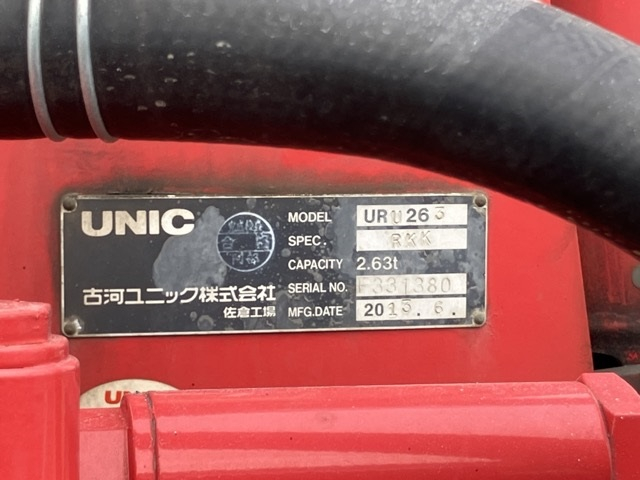 UNIC
MODEL URU265
SPEC. RKK
CAPACITY 2.63t
古河ユニック株式会社
SERIAL NO. F331380
佐倉工場
MFG.DATE 2015.6.